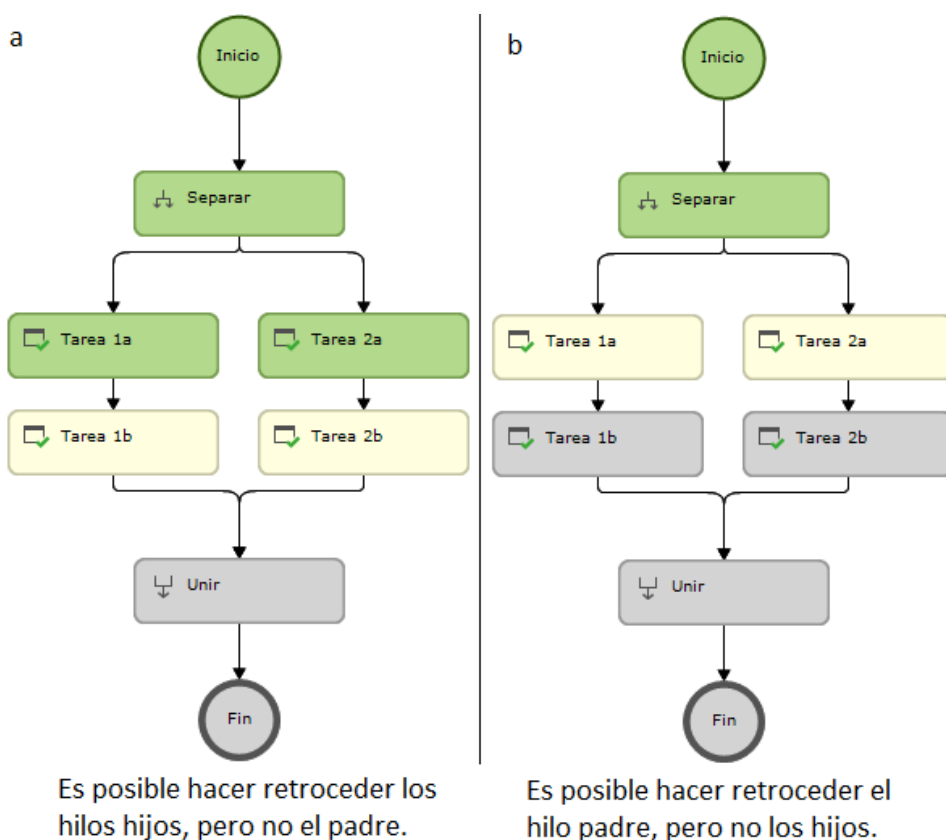 a
Inicio
Separar
Tarea 1a
Tarea 2a
Tarea 1b
Tarea 2b
Unir
Fin
Es posible hacer retroceder los
hilos hijos, pero no el padre.
b
Inicio
Separar
Tarea 1a
Tarea 2a
Tarea 1b
Tarea 2b
Unir
Fin
Es posible hacer retroceder el
hilo padre, pero no los hijos.